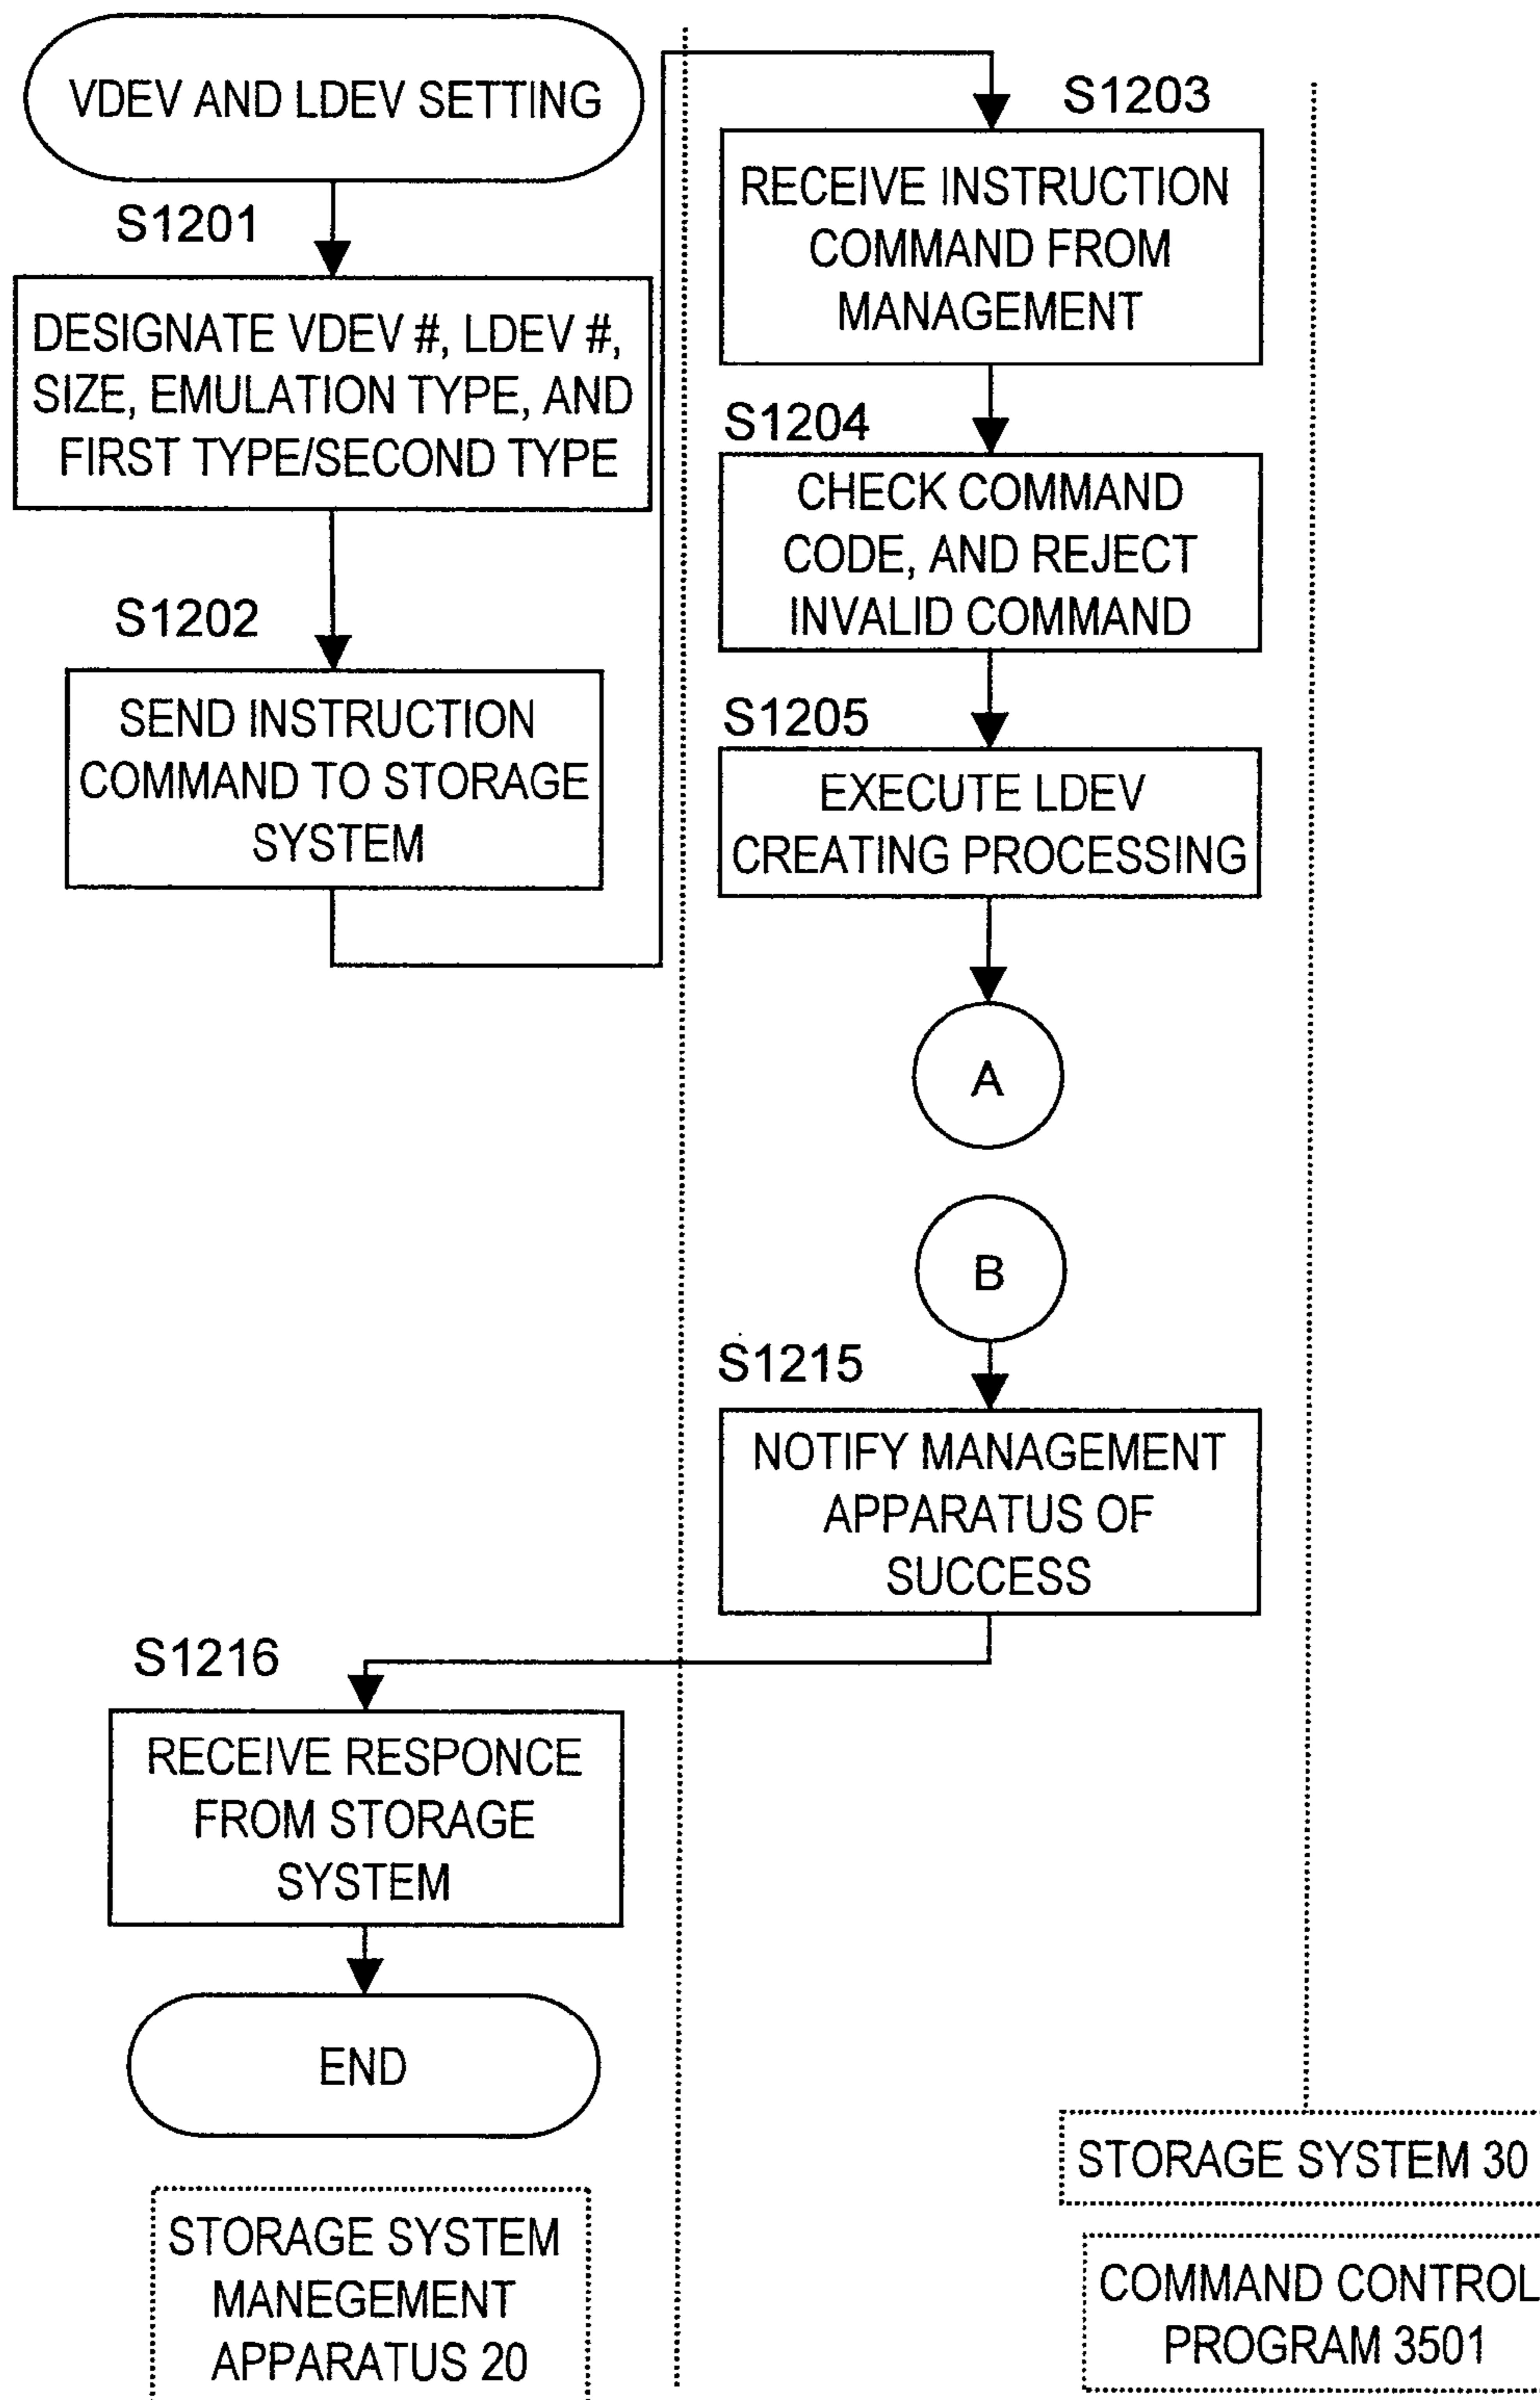 VDEV AND LDEV SETTING
S1201
DESIGNATE VDEV #, LDEV #,
SIZE, EMULATION TYPE, AND
FIRST TYPE/SECOND TYPE
S1202
SEND INSTRUCTION
COMMAND TO STORAGE
SYSTEM
S1203
RECEIVE INSTRUCTION
COMMAND FROM
MANAGEMENT
S1204
CHECK COMMAND
CODE, AND REJECT
INVALID COMMAND
S1205
EXECUTE LDEV
CREATING PROCESSING
A
B
S1215
NOTIFY MANAGEMENT
APPARATUS OF
SUCCESS
S1216
RECEIVE RESPONCE
FROM STORAGE
SYSTEM
END
STORAGE SYSTEM
MANEGEMENT
APPARATUS 20
STORAGE SYSTEM 30
COMMAND CONTROL
PROGRAM 3501